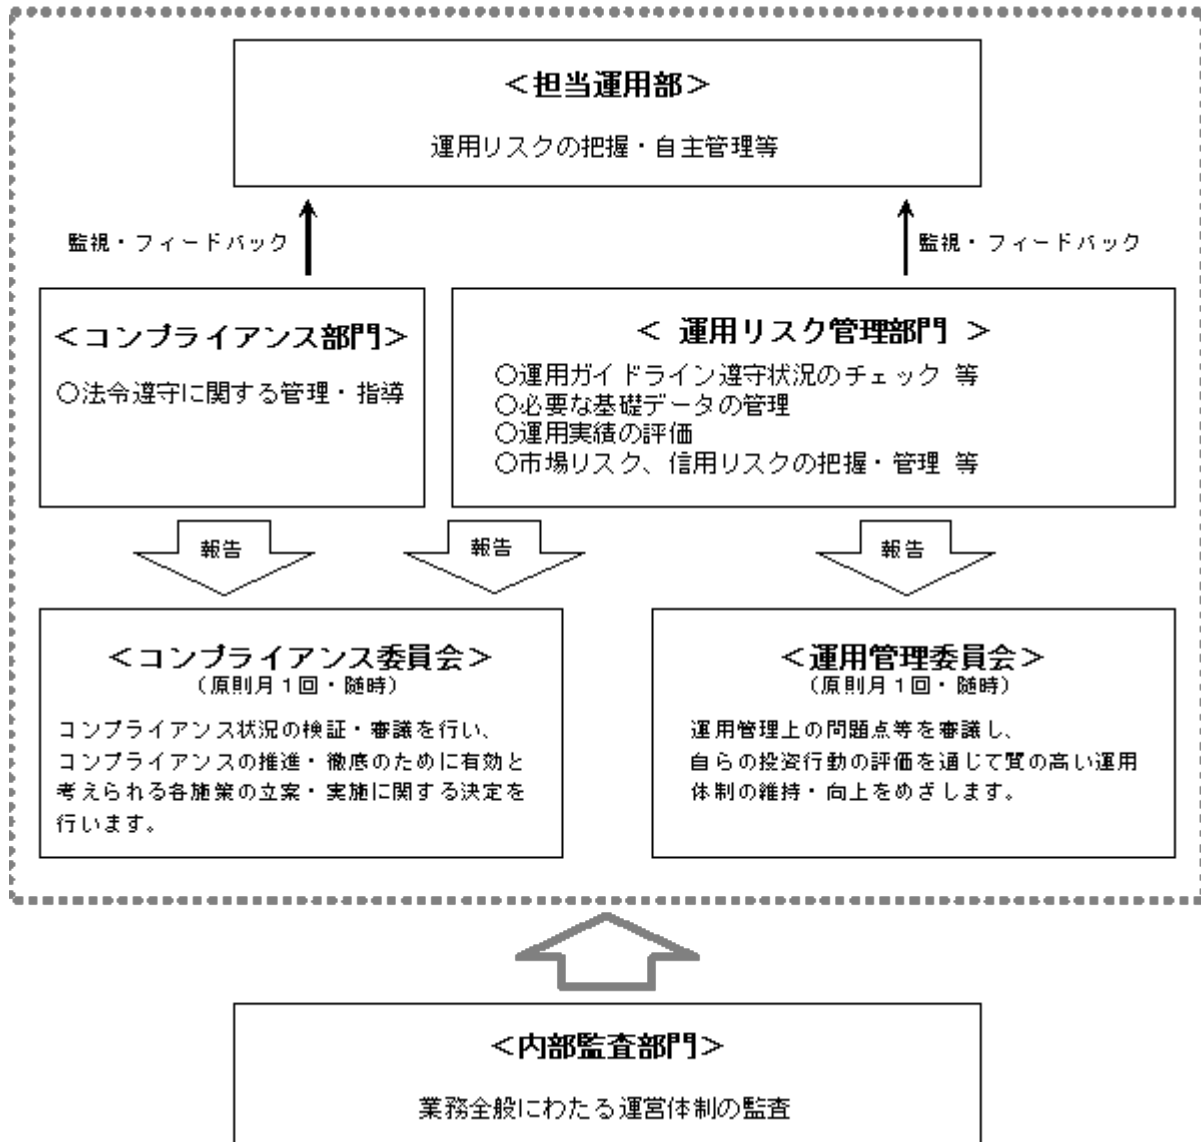 ＜担当運用部＞
運用リスクの把握・自主管理等
監視・フィードバック
監視・フィードバック
＜コンプライアンス部門＞
○法令遵守に関する管理・指導
＜ 運用リスク管理部門 ＞
○運用ガイドライン遵守状況のチェック 等
○必要な基礎データの管理
○運用実績の評価
○市場リスク、信用リスクの把握・管理 等
報告
報告
報告
＜コンプライアンス委員会＞
（原則月１回・随時）
コンプライアンス状況の検証・審議を行い、
コンプライアンスの推進・徹底のために有効と
考えられる各施策の立案・実施に関する決定を
行います。
＜運用管理委員会＞
（原則月１回・随時）
運用管理上の問題点等を審議し、
自らの投資行動の評価を通じて質の高い運用
体制の維持・向上をめざします。
＜内部監査部門＞
業務全般にわたる運営体制の監査